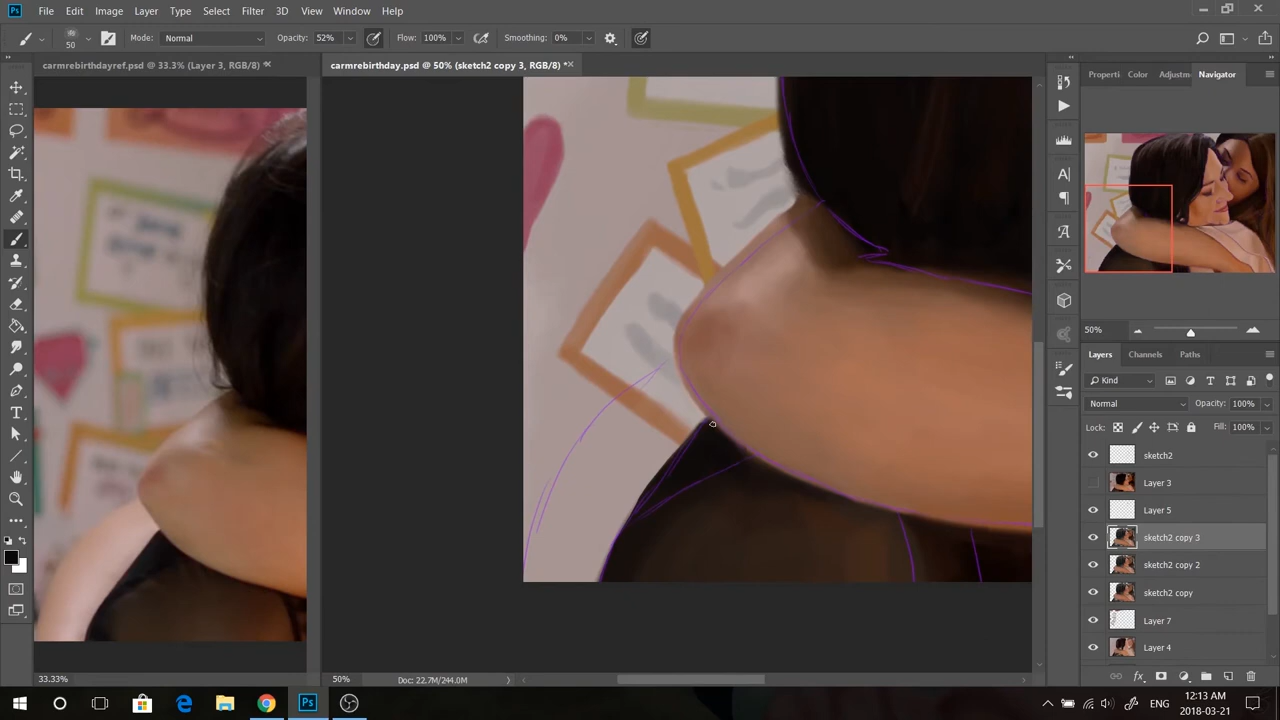 Ps File Edit Image Layer Type Select Filter 3D View Window Help
50 Mode: Normal Opacity: 52% Flow: 100% Smoothing: 0%
carmrebirthdayref.psd @ 33.3% (Layer 3, RGB/8) *
carmrebirthday.psd @ 50% (sketch2 copy 3, RGB/8) *
Properti Color Adjustm Navigator
50%
Layers Channels Paths
Kind
Normal Opacity: 100%
Lock: Fill: 100%
sketch2
Layer 3
Layer 5
sketch2 copy 3
sketch2 copy 2
sketch2 copy
Layer 7
Layer 4
33.33%
50% Doc: 22.7M/244.0M
Ps ENG 12:13 AM
2018-03-21